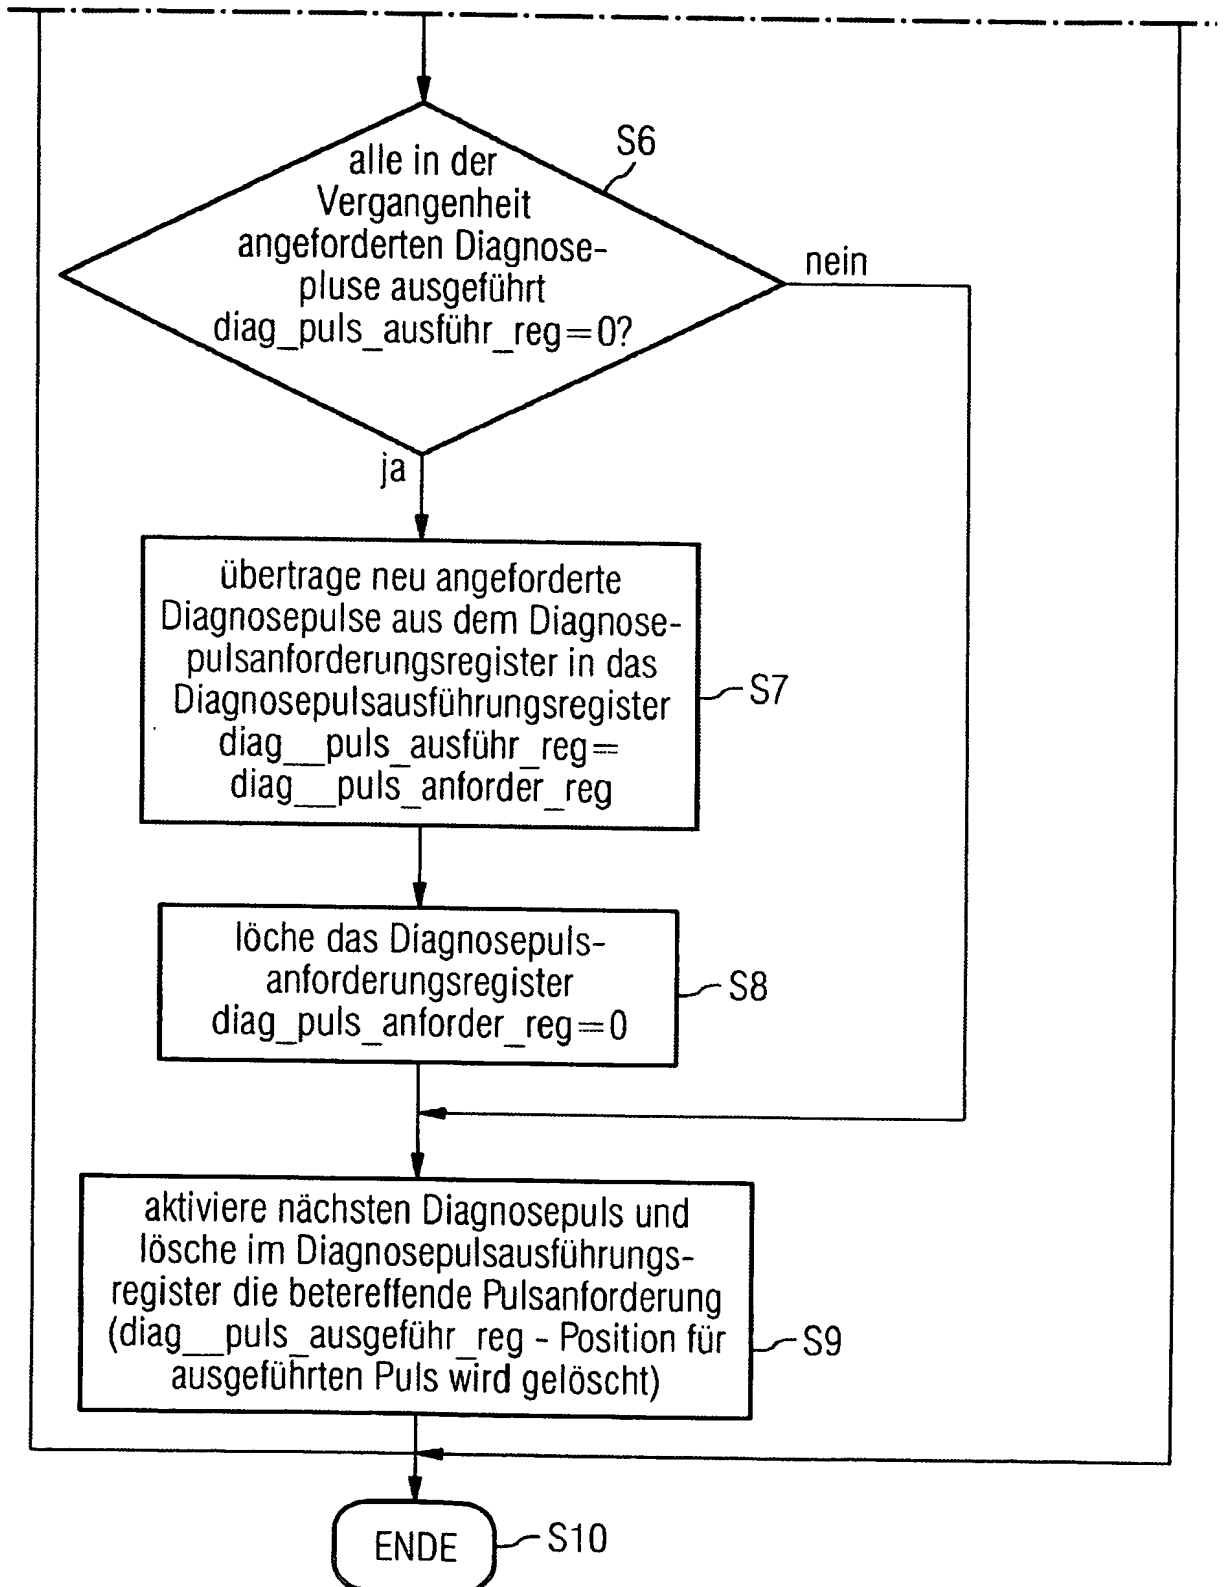 alle in der
Vergangenheit
angeforderten Diagnose-
pluse ausgeführt
diag_puls_ausführ_reg=0?
S6
nein
ja
übertrage neu angeforderte
Diagnosepulse aus dem Diagnose-
pulsanforderungsregister in das
Diagnosepulsausführungsregister
diag__puls_ausführ_reg=
diag__puls_anforder_reg
S7
löche das Diagnosepuls-
anforderungsregister
diag_puls_anforder_reg=0
S8
aktiviere nächsten Diagnosepuls und
lösche im Diagnosepulsausführungs-
register die betereffende Pulsanforderung
(diag__puls_ausgeführ_reg - Position für
ausgeführten Puls wird gelöscht)
S9
ENDE
S10